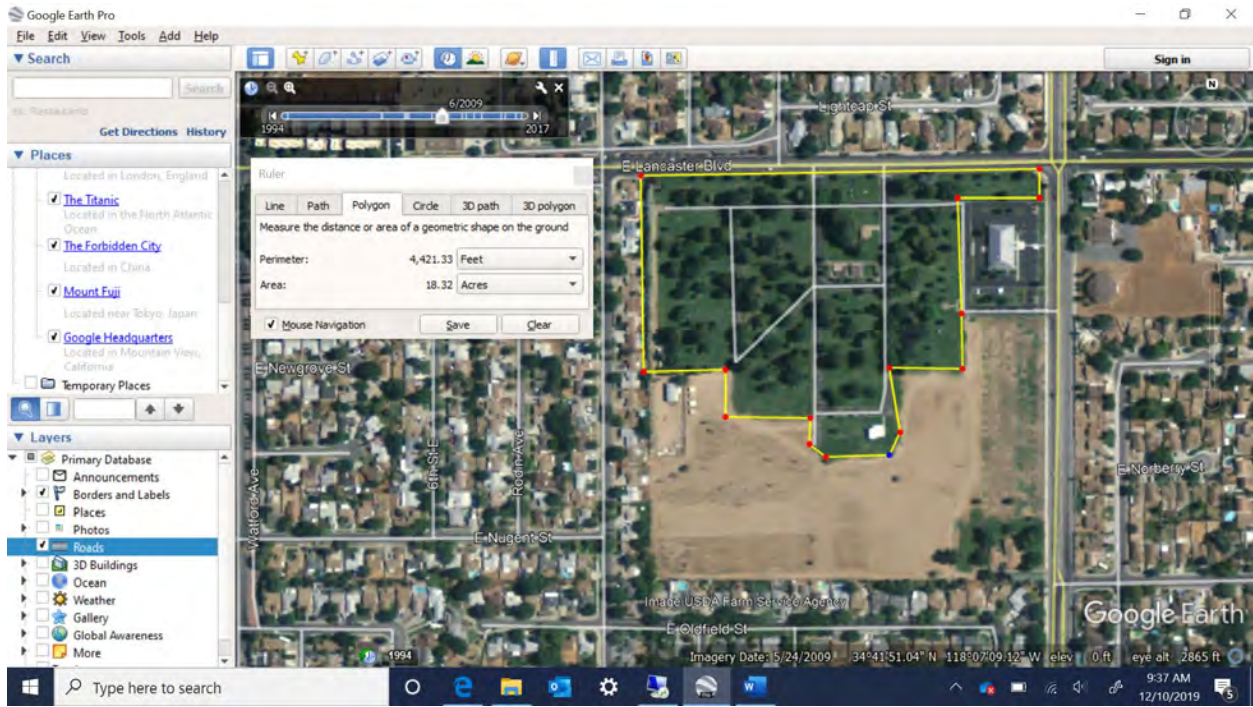 Google Earth Pro
File Edit View Tools Add Help
Search
Sign in
Search
Get Directions History
Places
Located in London, England
The Titanic
Located in the North Atlantic
Ocean
The Forbidden City
Located in China
Mount Fuji
Located near Tokyo, Japan
Google Headquarters
Located in Mountain View,
California
Temporary Places
Layers
Primary Database
Announcements
Borders and Labels
Places
Photos
Roads
3D Buildings
Ocean
Weather
Gallery
Global Awareness
More
6/2009
1994 2017
Ruler
Line Path Polygon Circle 3D path 3D polygon
Measure the distance or area of a geometric shape on the ground
Perimeter: 4,421.33 Feet
Area: 18.32 Acres
Mouse Navigation Save Clear
N
Lightcap St
E Lancaster Blvd
E Newgrove St
Watford Ave
6th St E
Rodin Ave
E Norberry St
E Nugent St
Image USDA Farm Service Agency
Google Earth
E Oldfield St
1994
Imagery Date: 5/24/2009 34°41'51.04" N 118°07'09.12" W elev 0 ft eye alt 2865 ft
Type here to search
9:37 AM
12/10/2019
5